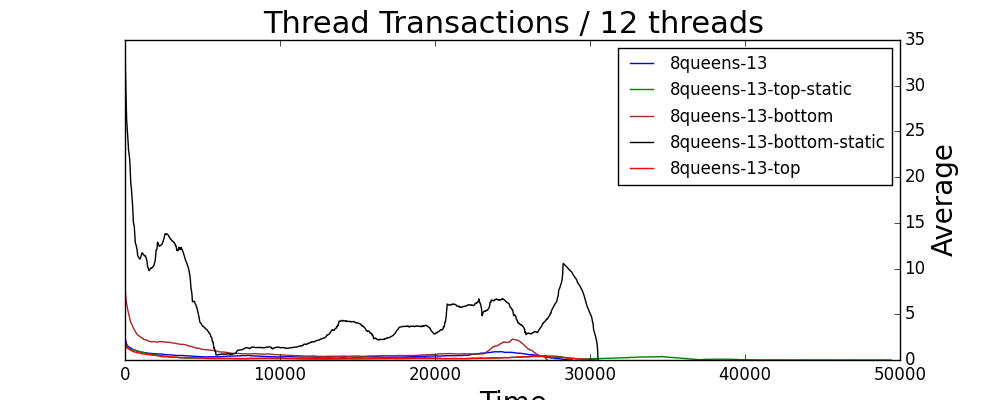 Thread Transactions / 12 threads
8queens-13
8queens-13-top-static
8queens-13-bottom
8queens-13-bottom-static
8queens-13-top
35
30
25
20
15
10
5
0
Average
0 10000 20000 30000 40000 50000
Time